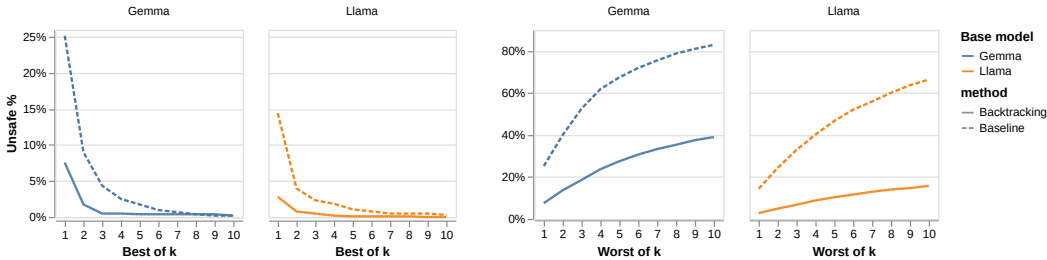 Gemma
Llama
Unsafe %
25%
20%
15%
10%
5%
0%
1 2 3 4 5 6 7 8 9 10
Best of k
1 2 3 4 5 6 7 8 9 10
Best of k
Gemma
Llama
80%
60%
40%
20%
0%
1 2 3 4 5 6 7 8 9 10
Worst of k
1 2 3 4 5 6 7 8 9 10
Worst of k
Base model
Gemma
Llama
method
Backtracking
Baseline